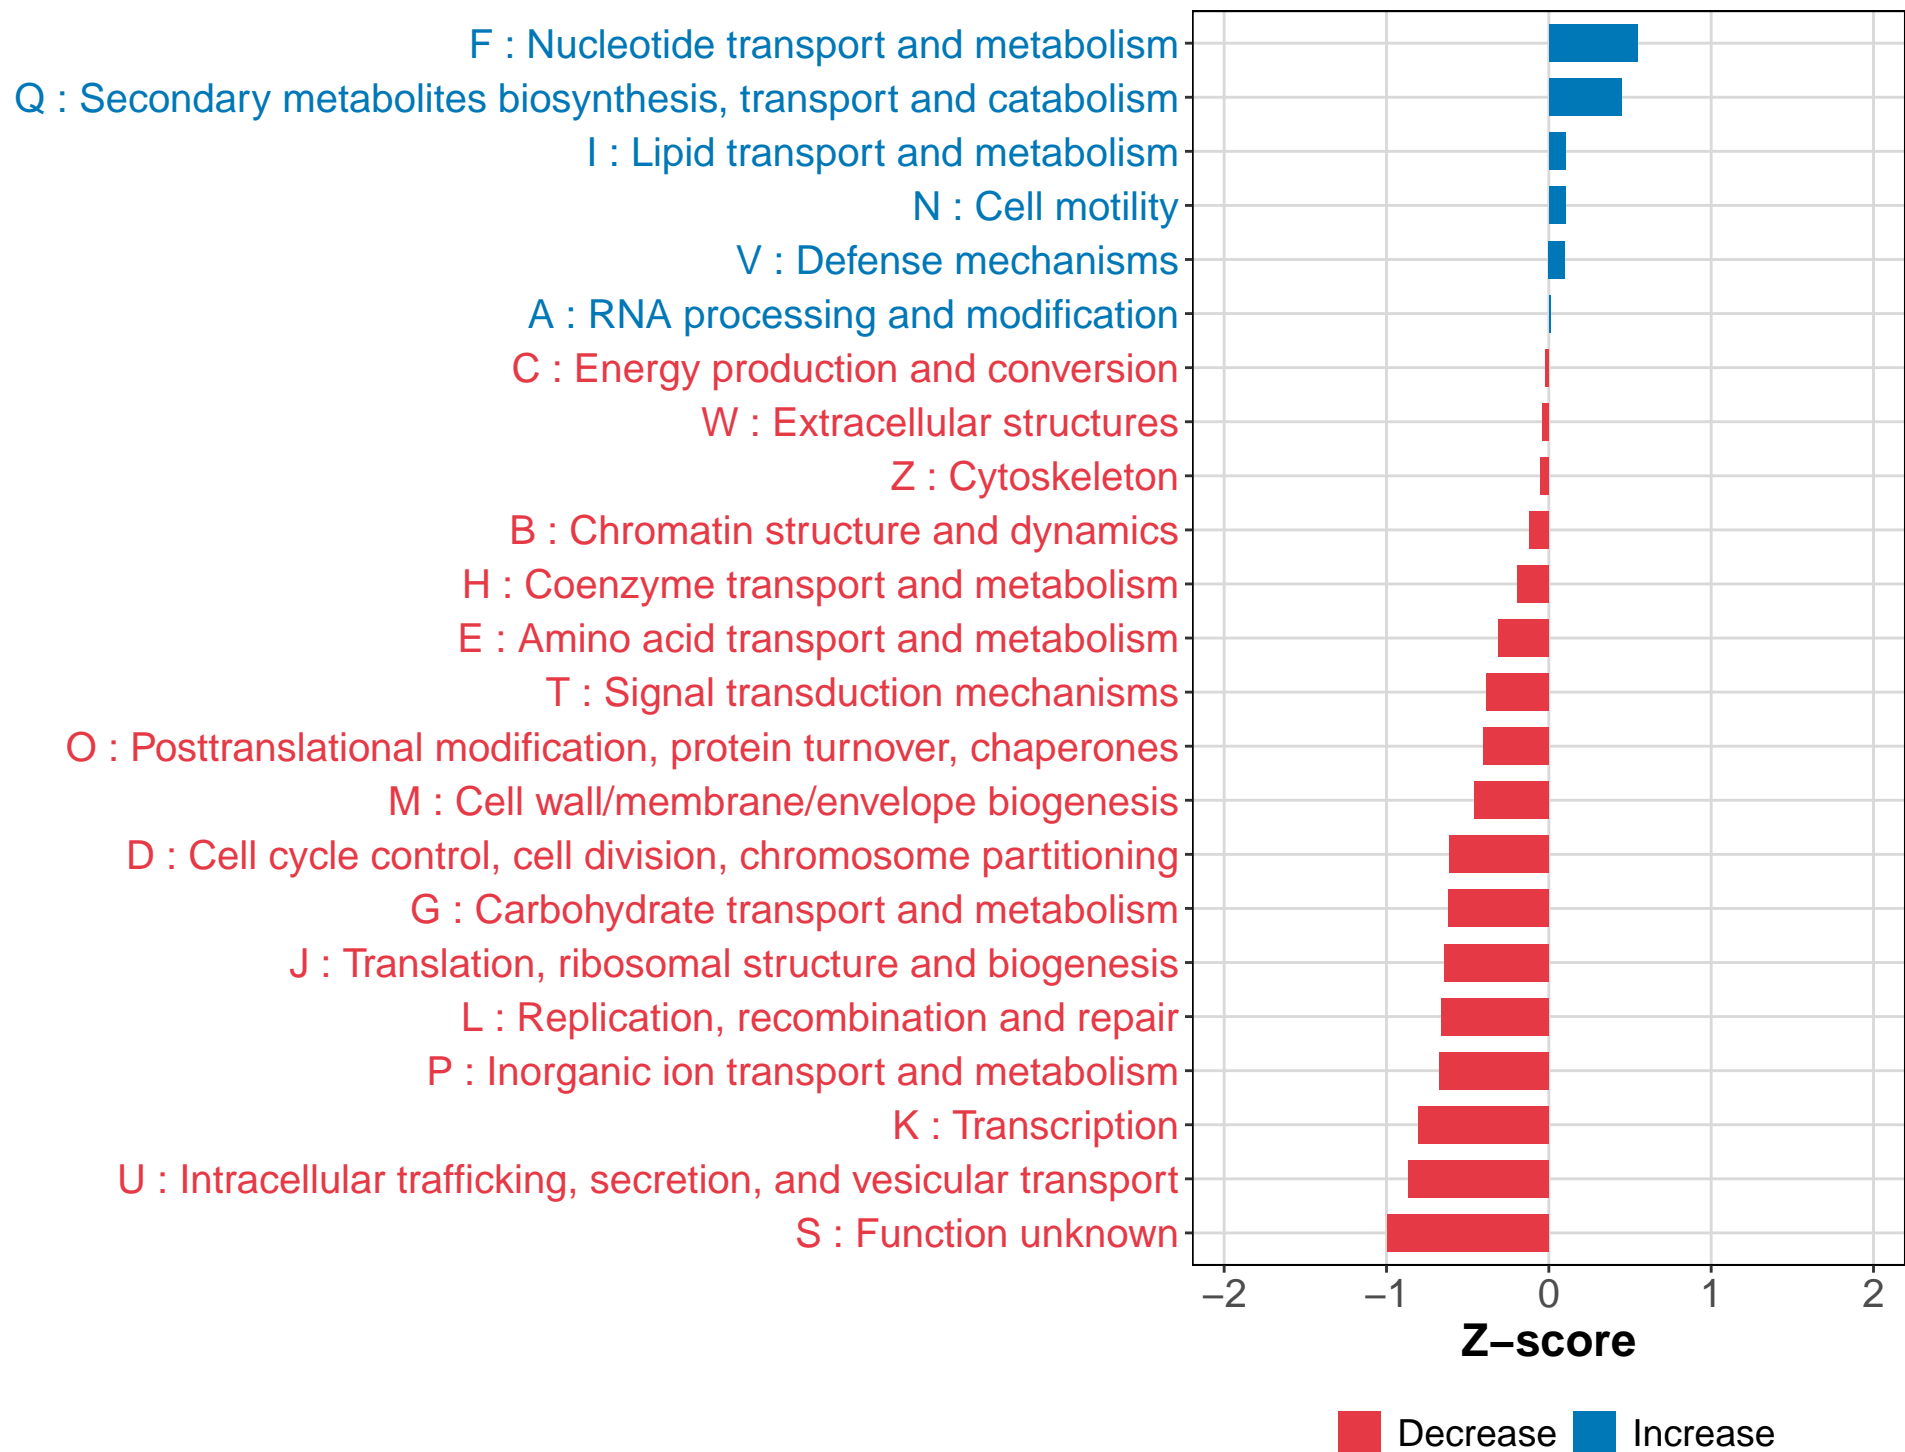 F : Nucleotide transport and metabolism
Q : Secondary metabolites biosynthesis, transport and catabolism
I : Lipid transport and metabolism
N : Cell motility
V : Defense mechanisms
A : RNA processing and modification
C : Energy production and conversion
W : Extracellular structures
Z : Cytoskeleton
B : Chromatin structure and dynamics
H : Coenzyme transport and metabolism
E : Amino acid transport and metabolism
T : Signal transduction mechanisms
O : Posttranslational modification, protein turnover, chaperones
M : Cell wall/membrane/envelope biogenesis
D : Cell cycle control, cell division, chromosome partitioning
G : Carbohydrate transport and metabolism
J : Translation, ribosomal structure and biogenesis
L : Replication, recombination and repair
P : Inorganic ion transport and metabolism
K : Transcription
U : Intracellular trafficking, secretion, and vesicular transport
S : Function unknown
−2 −1 0 1 2
Z−score
Decrease Increase